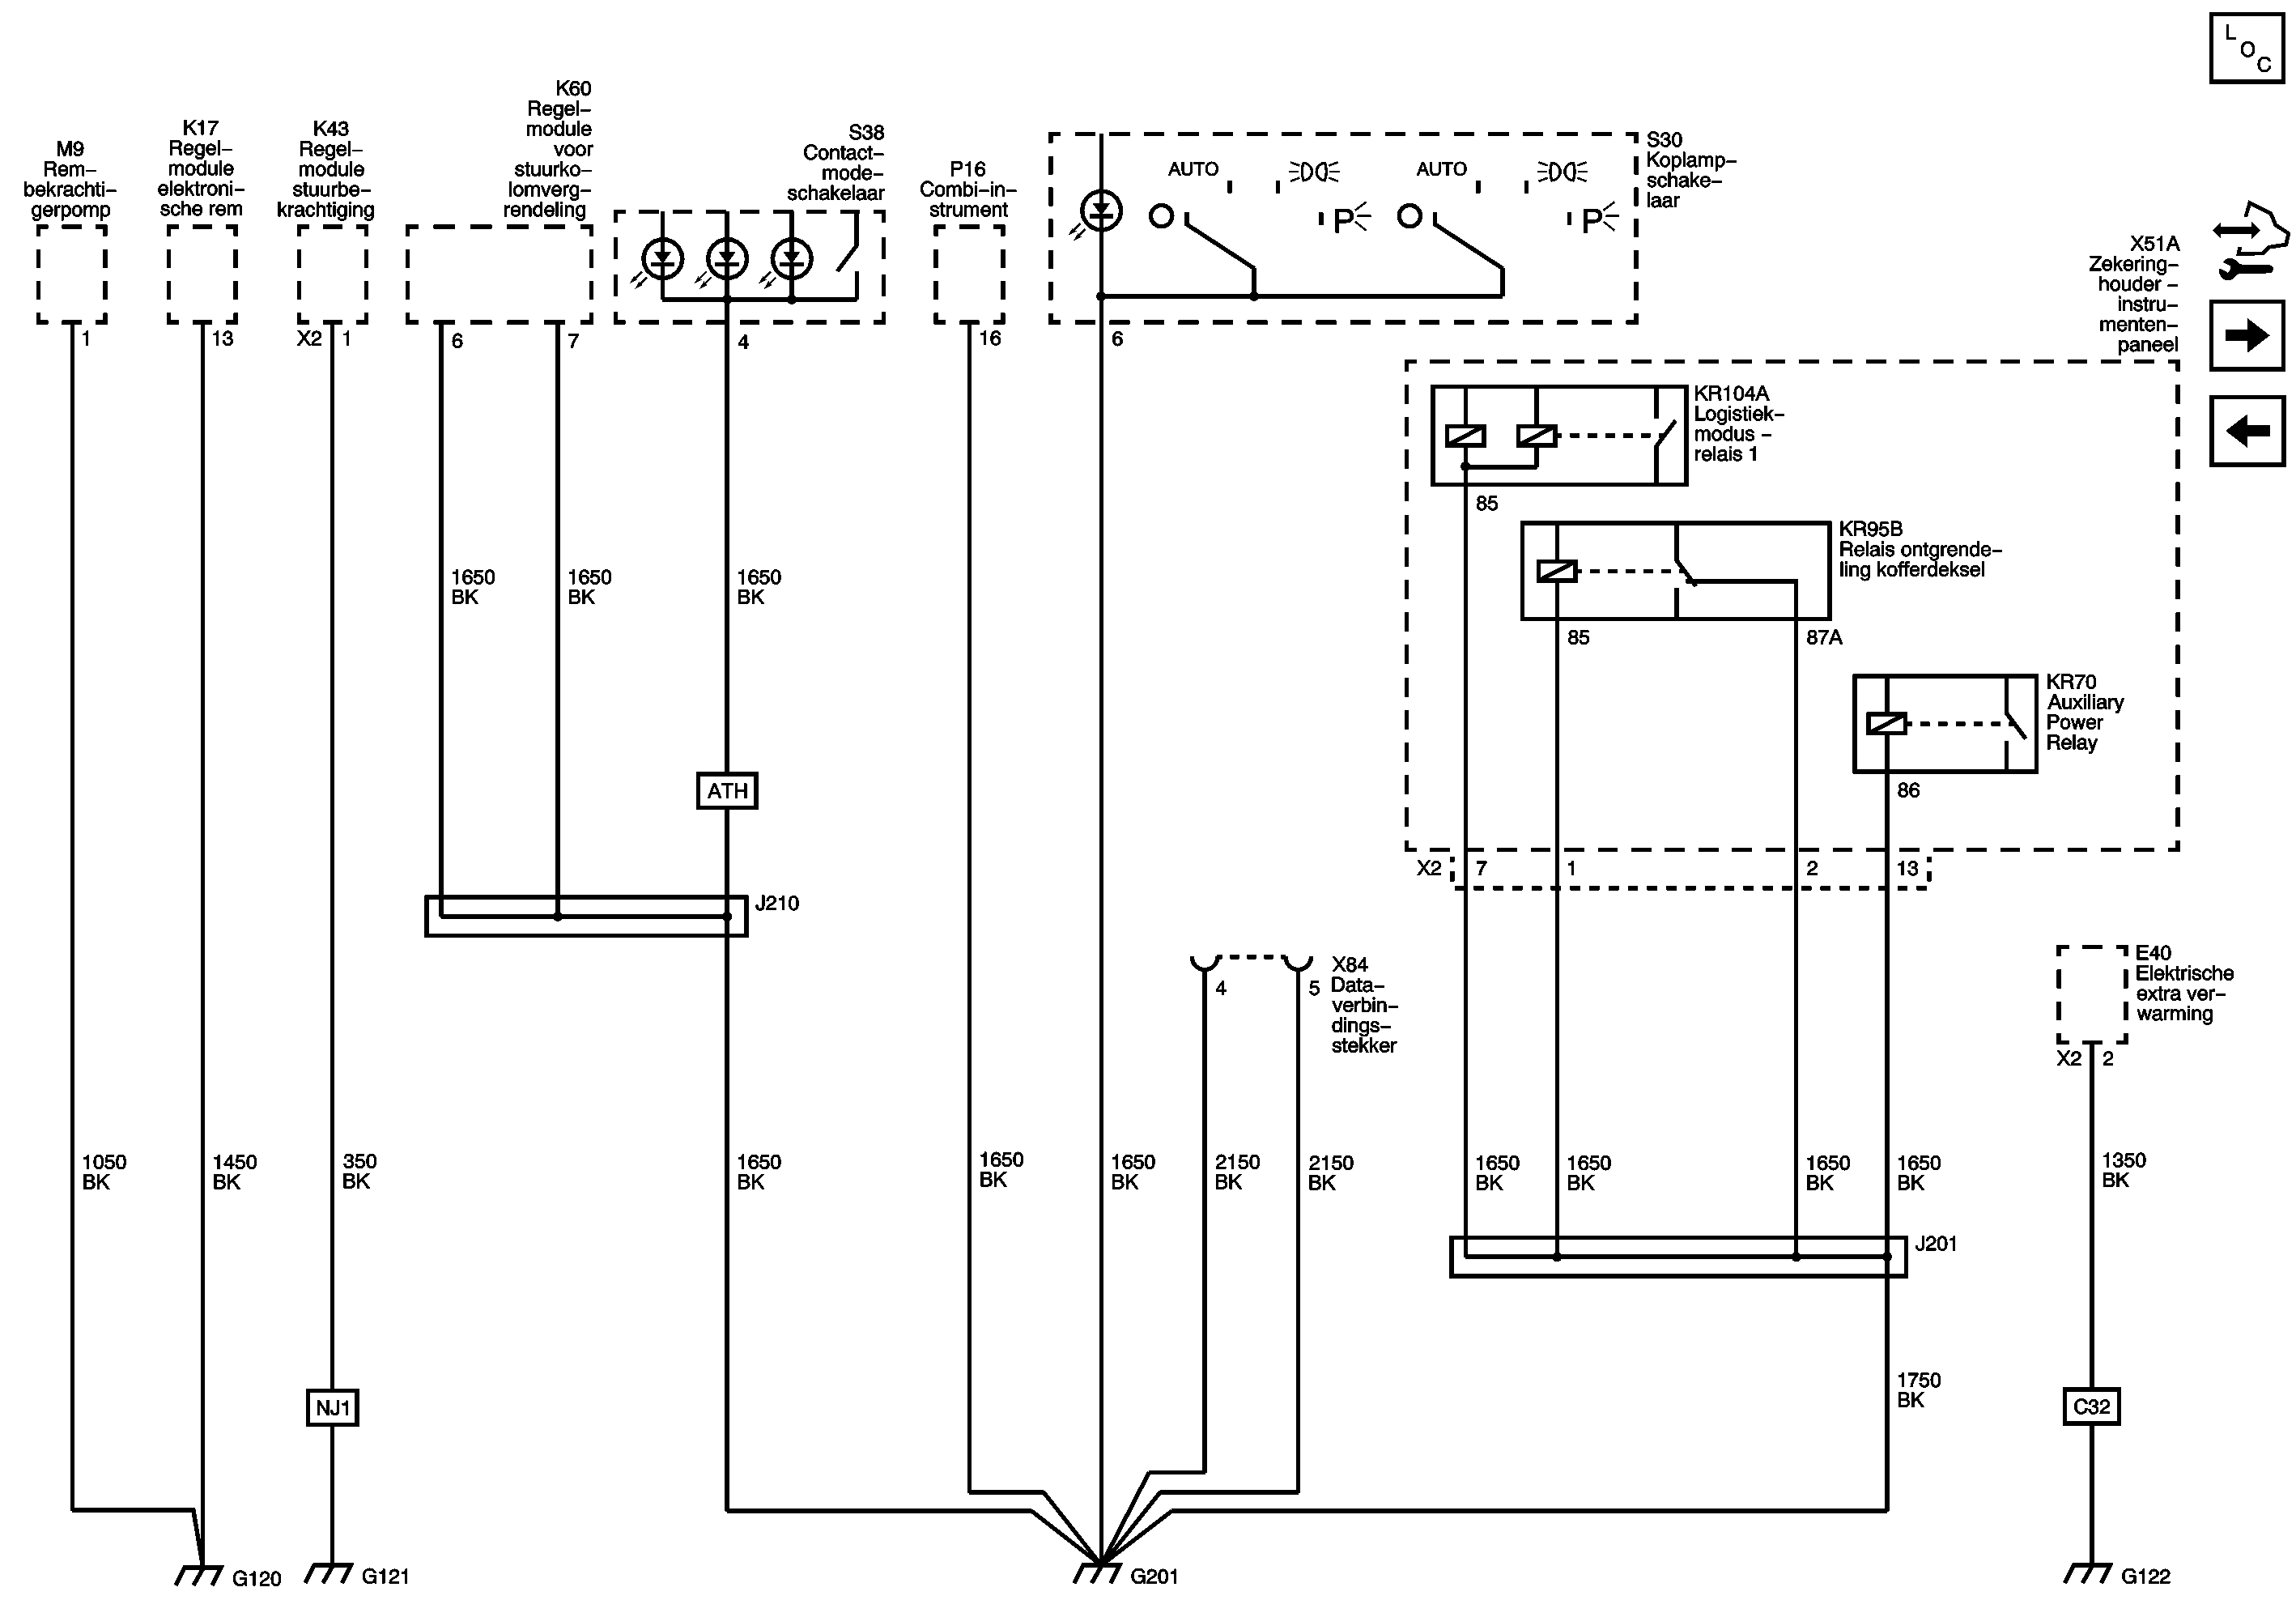 L
O
C
M9
Rem-
bekrachti-
gerpomp
1
K17
Regel-
module
elektroni-
sche rem
13
K43
Regel-
module
stuurbe-
krachtiging
X2 1
K60
Regel-
module
voor
stuurko-
lomverg-
rendeling
6
7
S38
Contact-
mode-
schakelaar
4
P16
Combi-in-
strument
16
S30
Koplamp-
schake-
laar
AUTO
P
AUTO
P
6
X51A
Zekering-
houder -
instru-
menten-
paneel
KR104A
Logistiek-
modus -
relais 1
85
KR95B
Relais ontgrende-
ling kofferdeksel
85
87A
KR70
Auxiliary
Power
Relay
86
X2 7 1 2 13
1650
BK
1650
BK
1650
BK
ATH
J210
X84
Data-
verbin-
dings-
stekker
4
5
E40
Elektrische
extra ver-
warming
X2 2
1050
BK
1450
BK
350
BK
1650
BK
1650
BK
1650
BK
2150
BK
2150
BK
1650
BK
1650
BK
1650
BK
1650
BK
1350
BK
J201
1750
BK
NJ1
C32
G120
G121
G201
G122